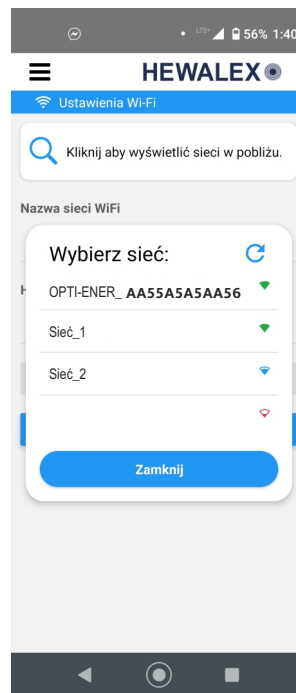 LTE+ 56% 1:40
HEWALEX
Ustawienia Wi-Fi
Kliknij aby wyświetlić sieci w pobliżu.
Nazwa sieci WiFi
Wybierz sieć:
H
OPTI-ENER_ AA55A5A5AA56
Sieć_1
Sieć_2
Zamknij